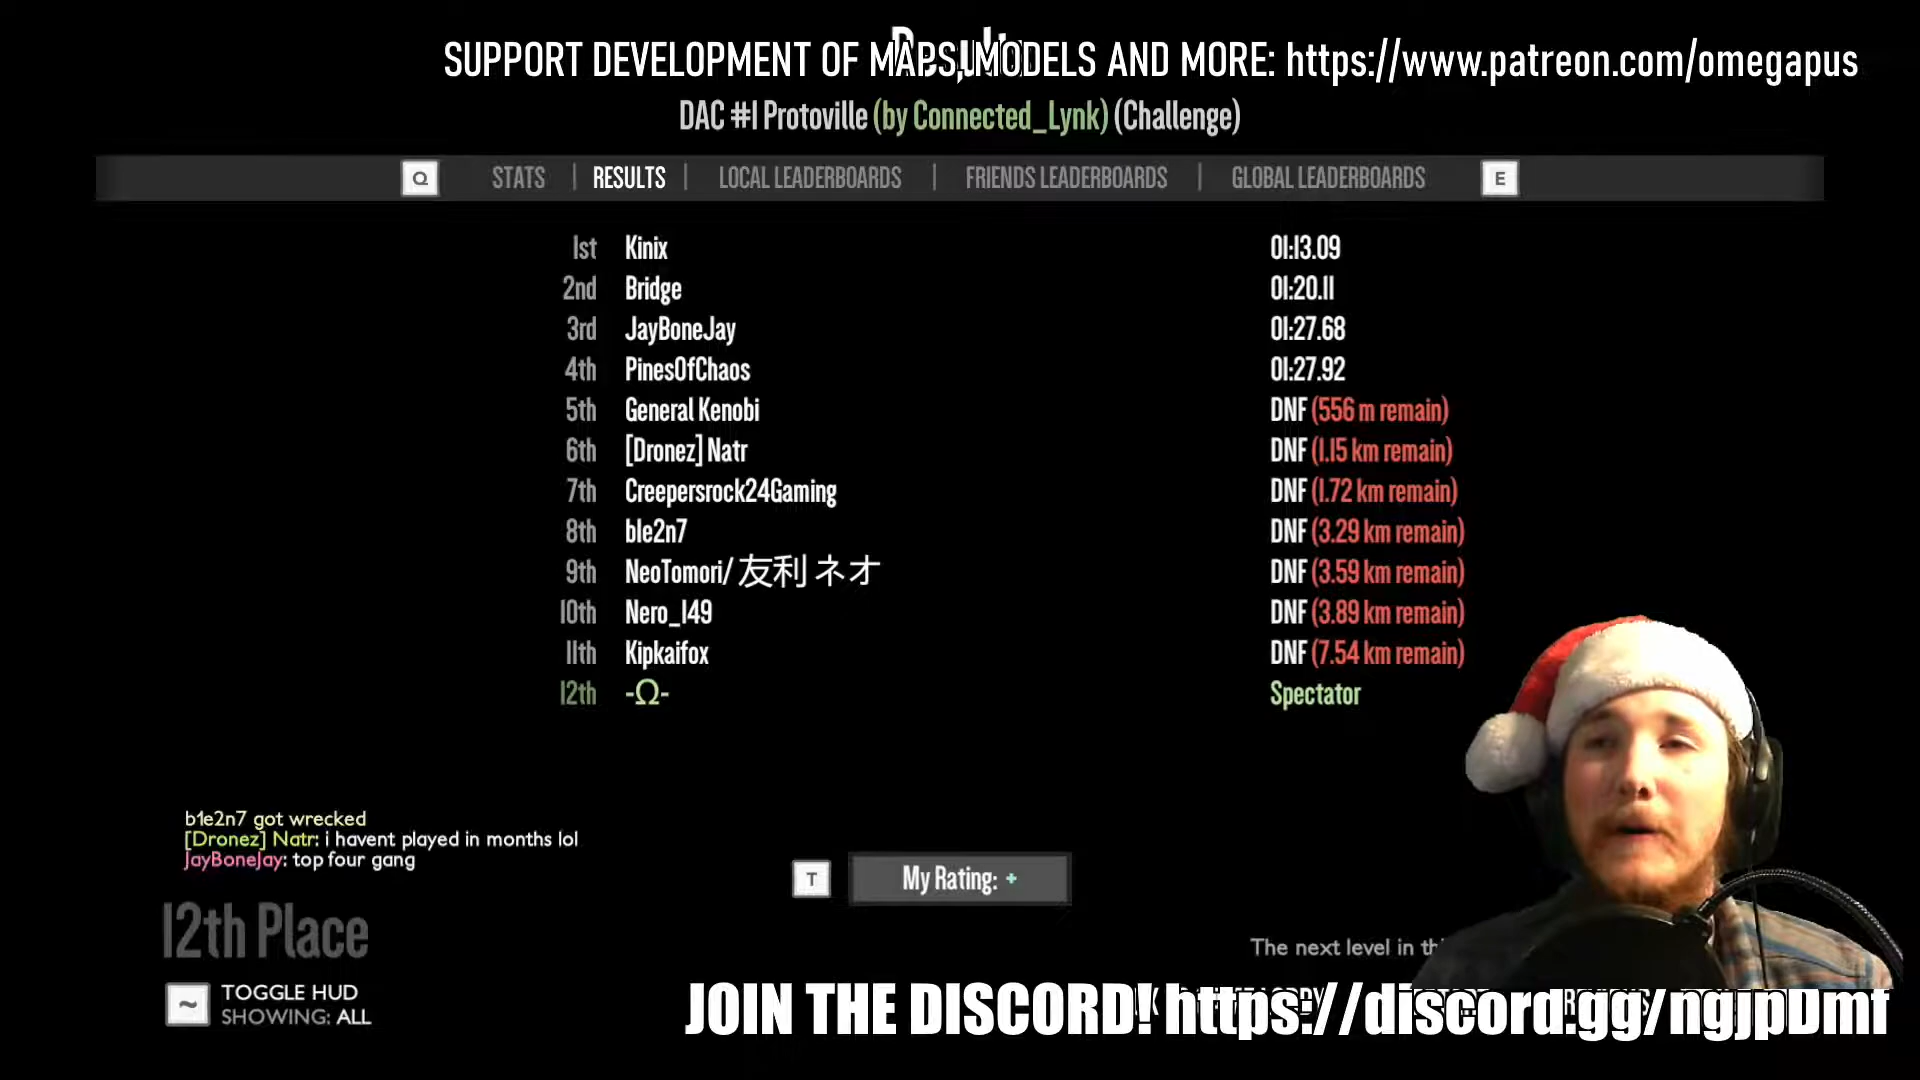 SUPPORT DEVELOPMENT OF MAPS, MODELS AND MORE: https://www.patreon.com/omegapus
DAC #1 Protoville (by Connected_Lynk) (Challenge)
Q STATS | RESULTS | LOCAL LEADERBOARDS | FRIENDS LEADERBOARDS | GLOBAL LEADERBOARDS E
1st Kinix 01:13.09
2nd Bridge 01:20.11
3rd JayBoneJay 01:27.68
4th PinesOfChaos 01:27.92
5th General Kenobi DNF (556 m remain)
6th [Dronez] Natr DNF (1.15 km remain)
7th Creepersrock24Gaming DNF (1.72 km remain)
8th b1e2n7 DNF (3.29 km remain)
9th NeoTomori/ 友利 ネオ DNF (3.59 km remain)
10th Nero_149 DNF (3.89 km remain)
11th Kipkaifox DNF (7.54 km remain)
12th -Ω- Spectator
b1e2n7 got wrecked
[Dronez] Natr: i havent played in months lol
JayBoneJay: top four gang
T My Rating: +
12th Place
The next level in
~ TOGGLE HUD
SHOWING: ALL
JOIN THE DISCORD! https://discord.gg/ngjpDmf